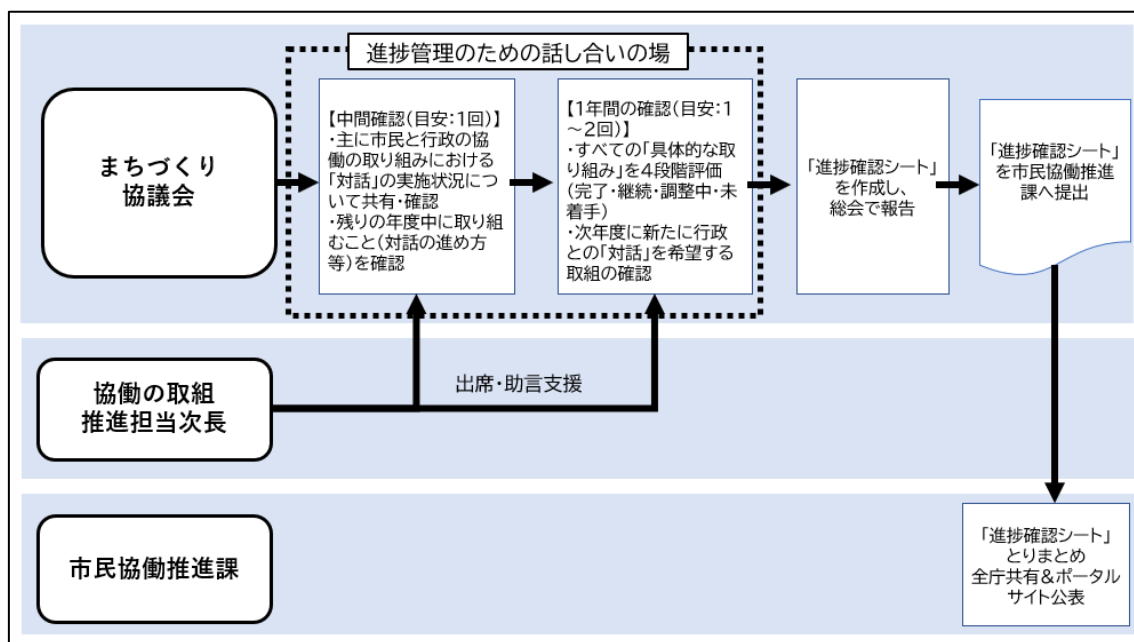 進捗管理のための話し合いの場
まちづくり
協議会
【中間確認(目安:1回)】
・主に市民と行政の協
働の取り組みにおける
「対話」の実施状況につ
いて共有・確認
・残りの年度中に取り組
むこと(対話の進め方
等)を確認
【1年間の確認(目安:1
~2回)】
・すべての「具体的な取
り組み」を4段階評価
(完了・継続・調整中・未
着手)
・次年度に新たに行政
との「対話」を希望する
取組の確認
「進捗確認シート」
を作成し、
総会で報告
「進捗確認シート」
を市民協働推進
課へ提出
協働の取組
推進担当次長
出席・助言支援
市民協働推進課
「進捗確認シート」
とりまとめ
全庁共有&ポータル
サイト公表